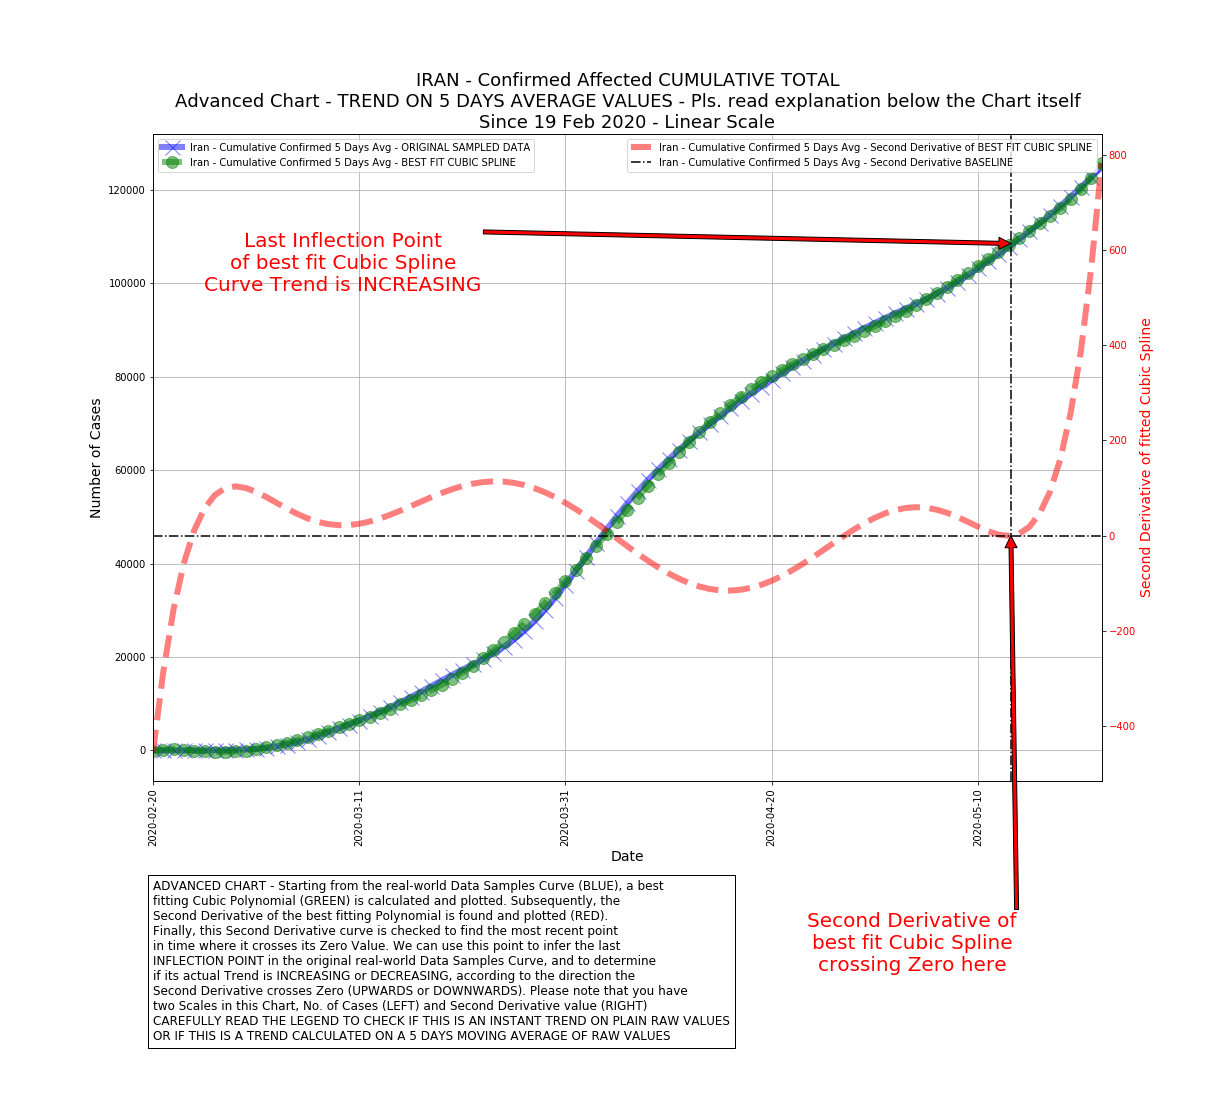 IRAN - Confirmed Affected CUMULATIVE TOTAL
Advanced Chart - TREND ON 5 DAYS AVERAGE VALUES - Pls. read explanation below the Chart itself
Since 19 Feb 2020 - Linear Scale
Iran - Cumulative Confirmed 5 Days Avg - ORIGINAL SAMPLED DATA
Iran - Cumulative Confirmed 5 Days Avg - BEST FIT CUBIC SPLINE
Iran - Cumulative Confirmed 5 Days Avg - Second Derivative of BEST FIT CUBIC SPLINE
Iran - Cumulative Confirmed 5 Days Avg - Second Derivative BASELINE
Last Inflection Point
of best fit Cubic Spline
Curve Trend is INCREASING
Number of Cases
120000
100000
80000
60000
40000
20000
0
800
600
400
200
0
−200
−400
Second Derivative of fitted Cubic Spline
2020-02-20
2020-03-11
2020-03-31
2020-04-20
2020-05-10
Date
ADVANCED CHART - Starting from the real-world Data Samples Curve (BLUE), a best
fitting Cubic Polynomial (GREEN) is calculated and plotted. Subsequently, the
Second Derivative of the best fitting Polynomial is found and plotted (RED).
Finally, this Second Derivative curve is checked to find the most recent point
in time where it crosses its Zero Value. We can use this point to infer the last
INFLECTION POINT in the original real-world Data Samples Curve, and to determine
if its actual Trend is INCREASING or DECREASING, according to the direction the
Second Derivative crosses Zero (UPWARDS or DOWNWARDS). Please note that you have
two Scales in this Chart, No. of Cases (LEFT) and Second Derivative value (RIGHT)
CAREFULLY READ THE LEGEND TO CHECK IF THIS IS AN INSTANT TREND ON PLAIN RAW VALUES
OR IF THIS IS A TREND CALCULATED ON A 5 DAYS MOVING AVERAGE OF RAW VALUES
Second Derivative of
best fit Cubic Spline
crossing Zero here